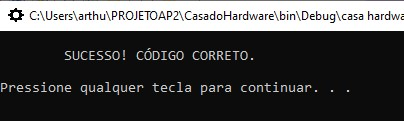 C:\Users\arthu\PROJETOAP2\CasadoHardware\bin\Debug\casa hardwa
SUCESSO! CÓDIGO CORRETO.
Pressione qualquer tecla para continuar. . .